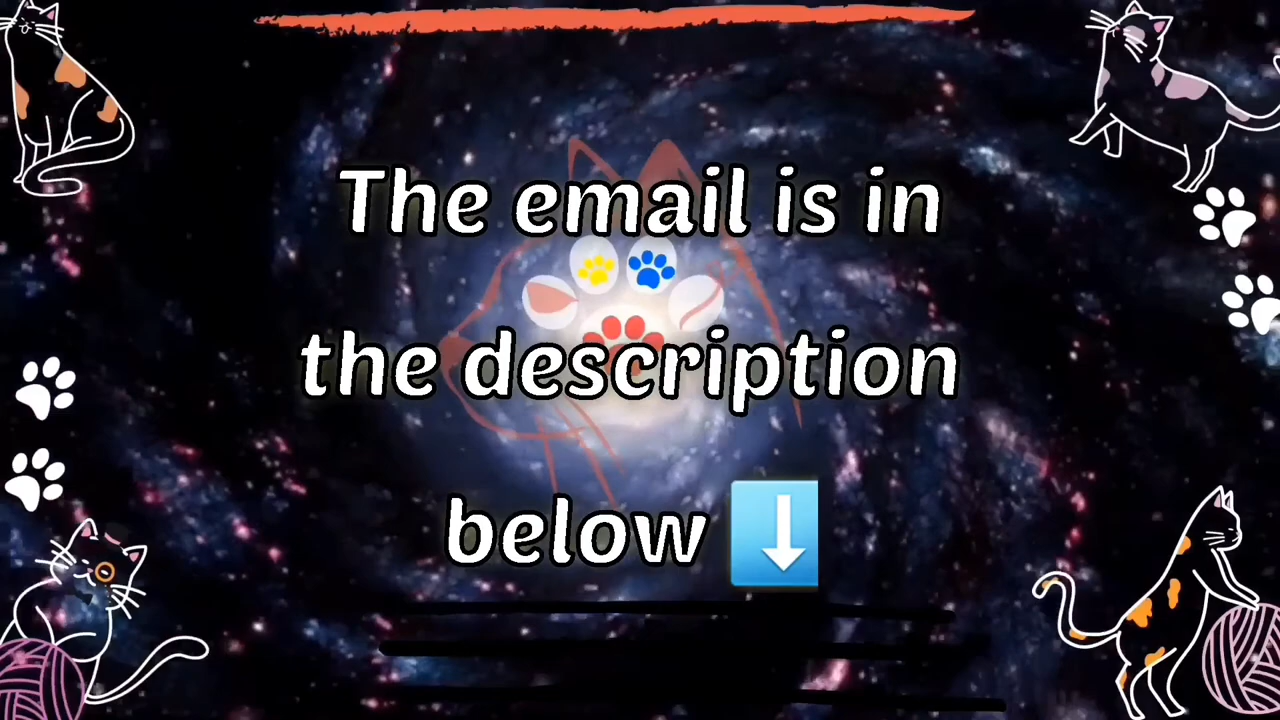 The email is in
the description
below ⬇️